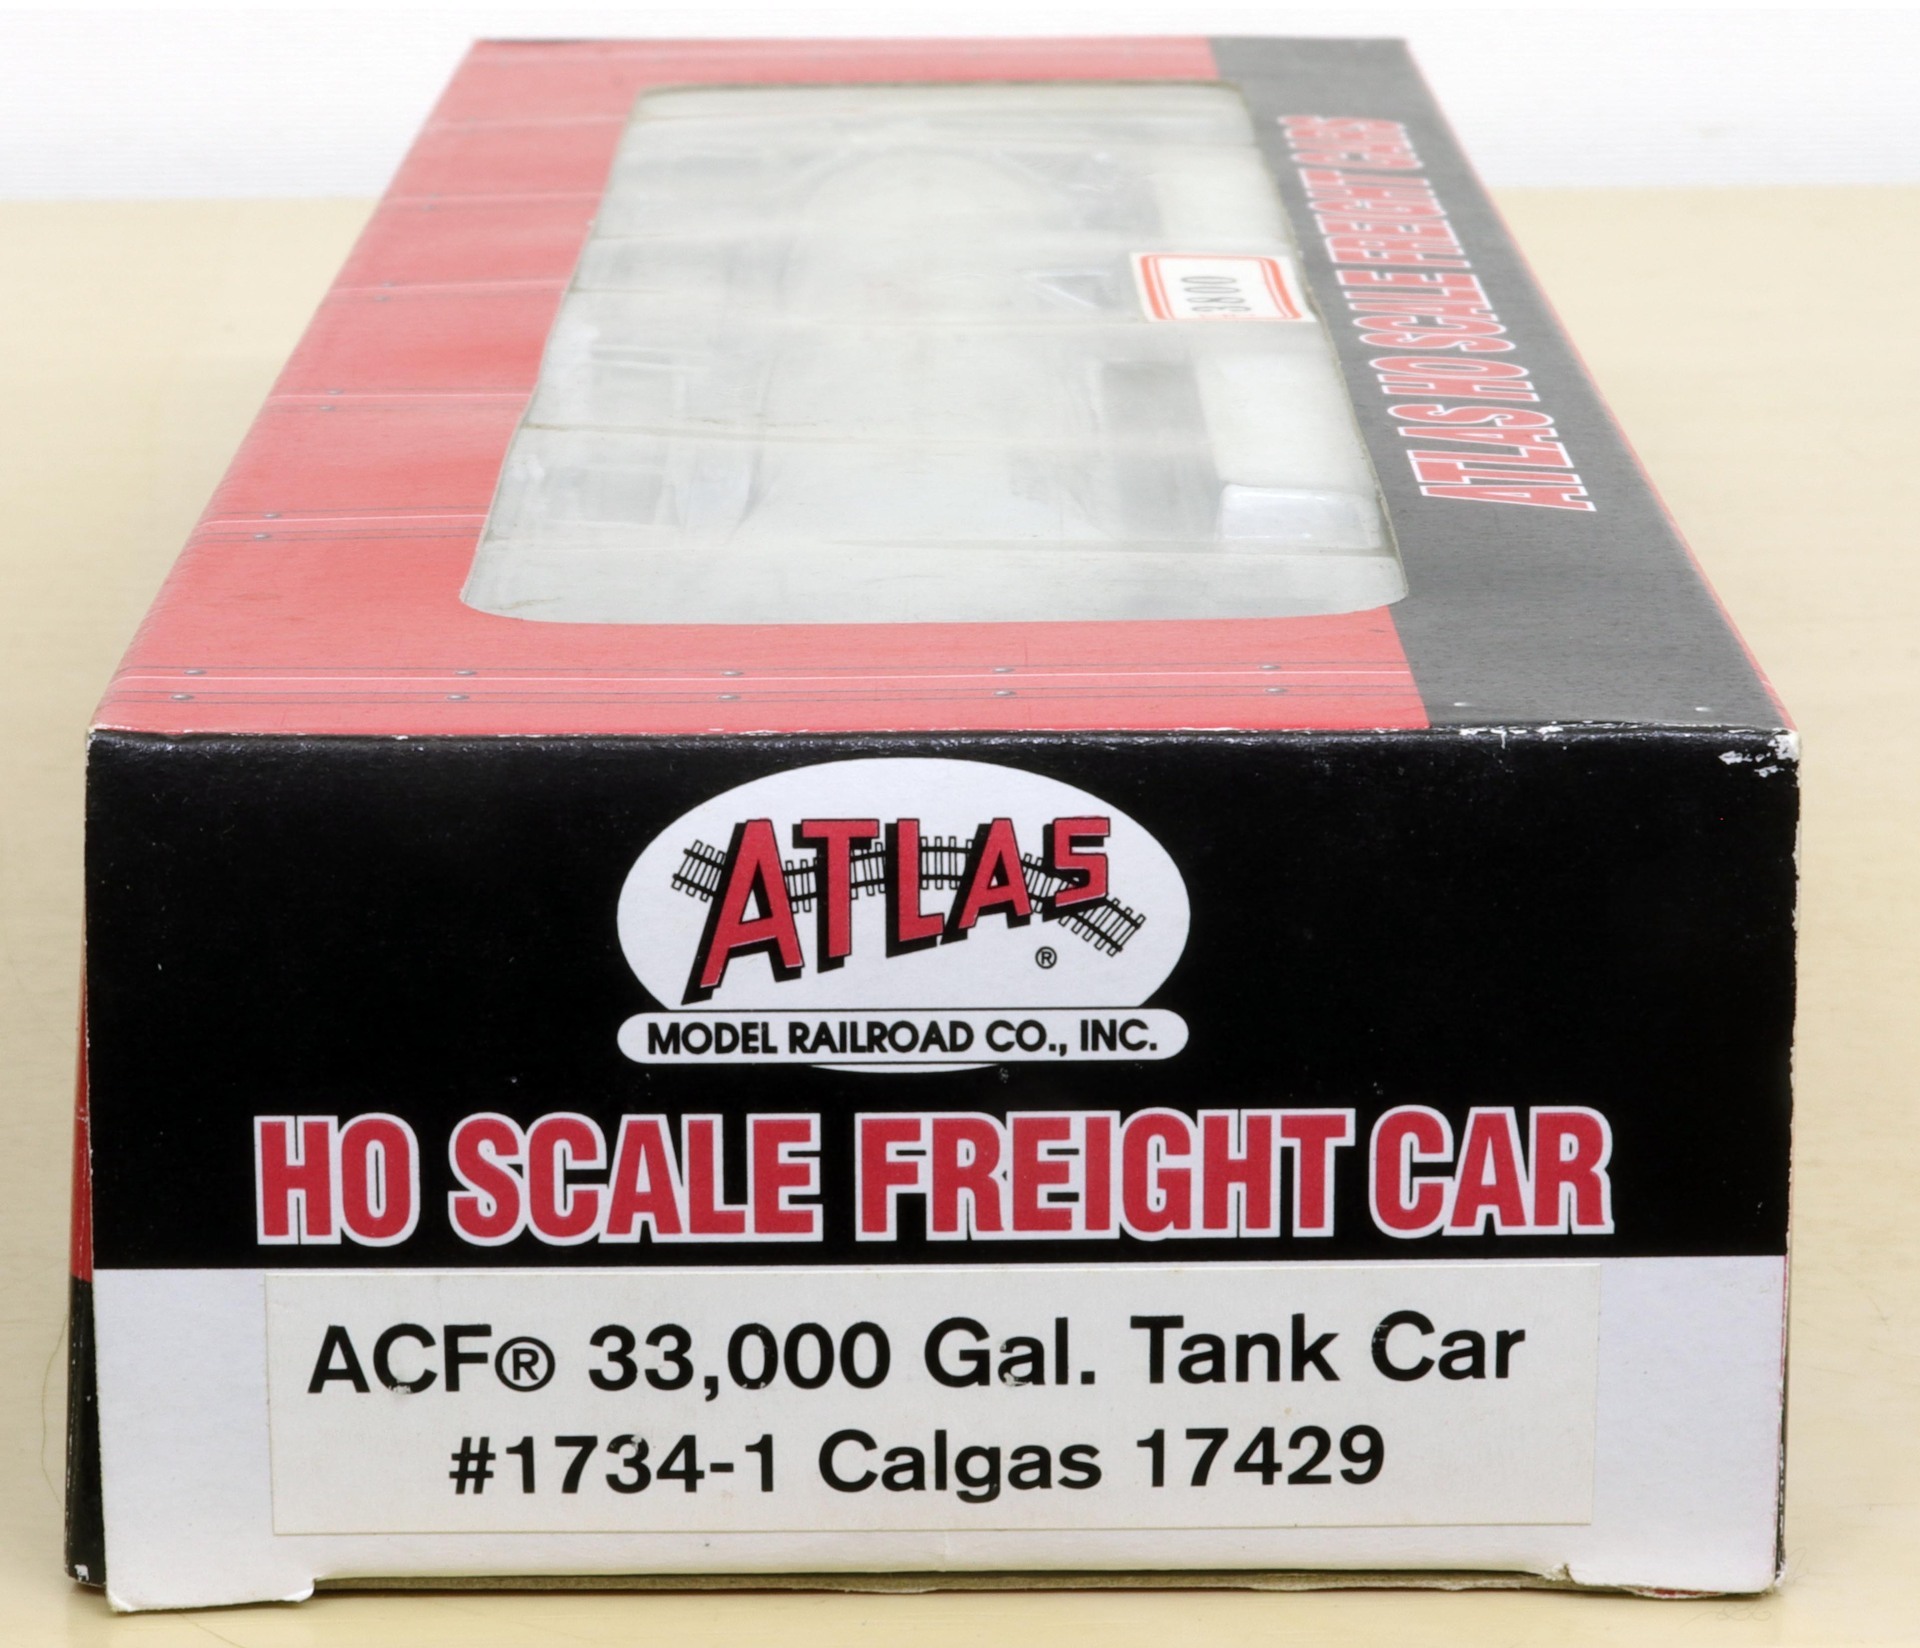 3800
ATLAS HO SCALE FREIGHT CARS
ATLAS
®
MODEL RAILROAD CO., INC.
HO SCALE FREIGHT CAR
ACF® 33,000 Gal. Tank Car
#1734-1 Calgas 17429